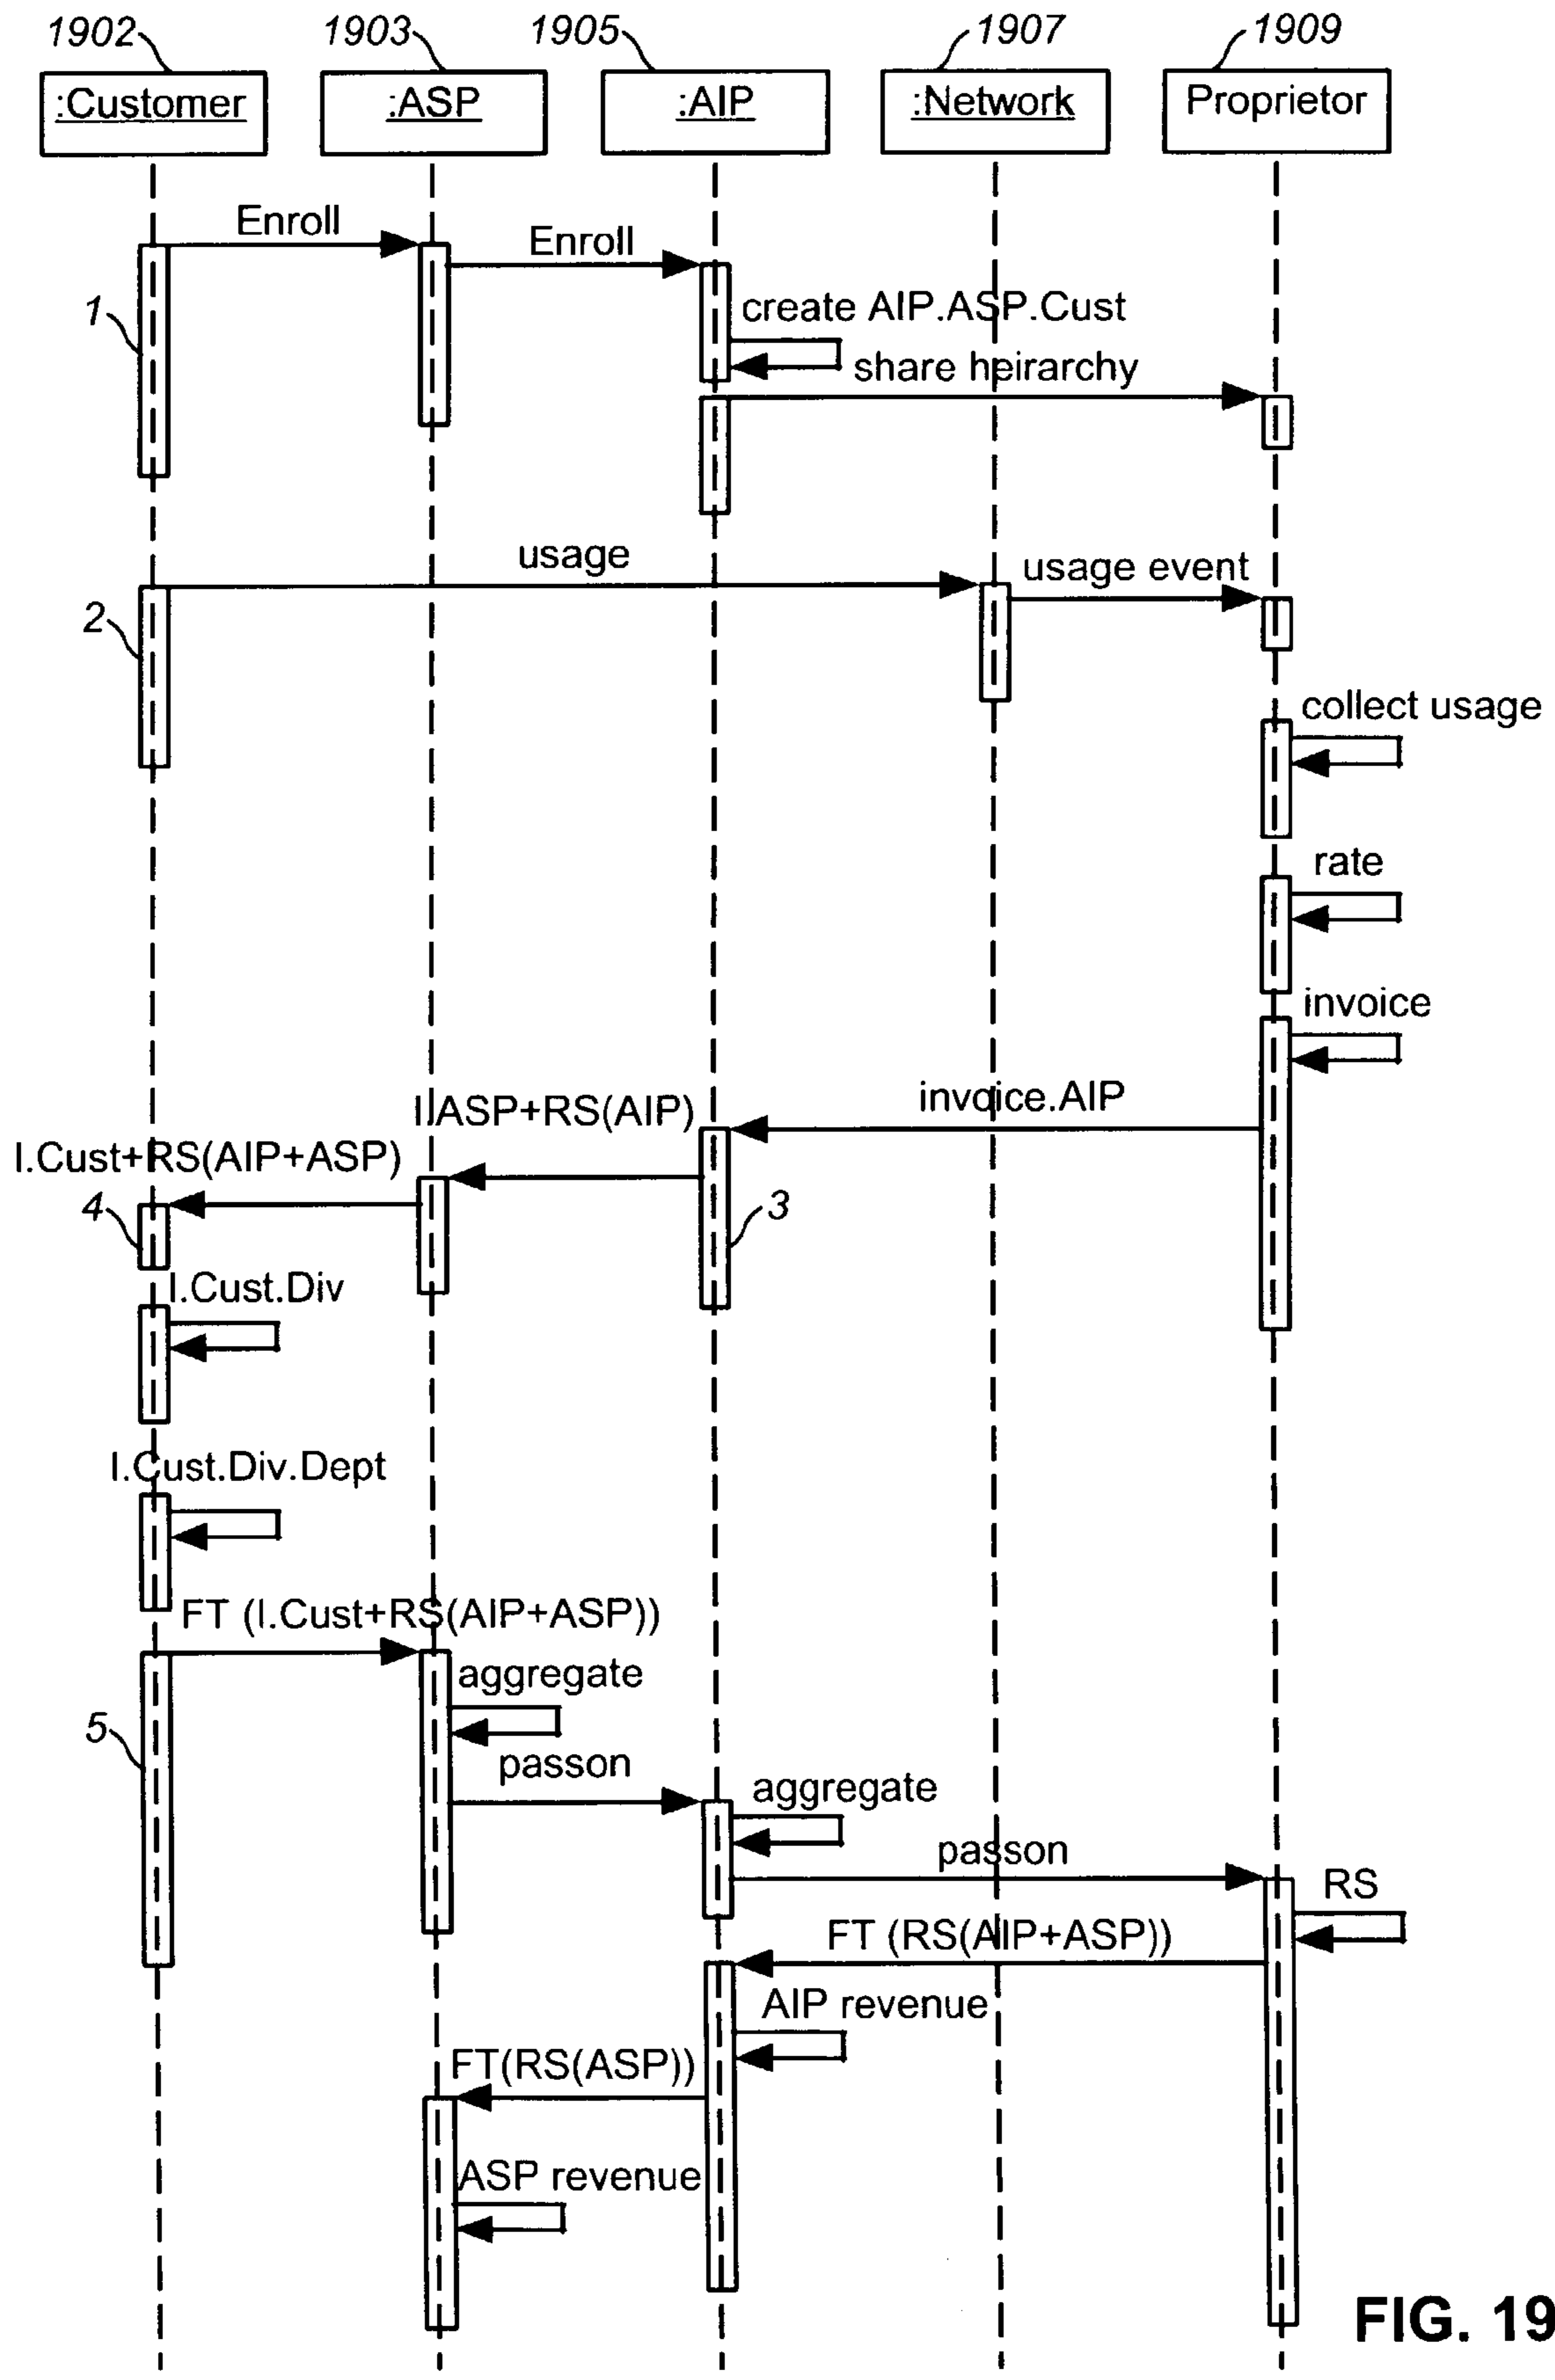 1902
1903
1905
1907
1909
:Customer
:ASP
:AIP
:Network
Proprietor
Enroll
Enroll
1
create AIP.ASP.Cust
share heirarchy
usage
usage event
2
collect usage
rate
invoice
invoice.AIP
I.ASP+RS(AIP)
I.Cust+RS(AIP+ASP)
4
3
I.Cust.Div
I.Cust.Div.Dept
FT (I.Cust+RS(AIP+ASP))
aggregate
5
passon
aggregate
passon
RS
FT (RS(AIP+ASP))
AIP revenue
FT(RS(ASP))
ASP revenue
FIG. 19